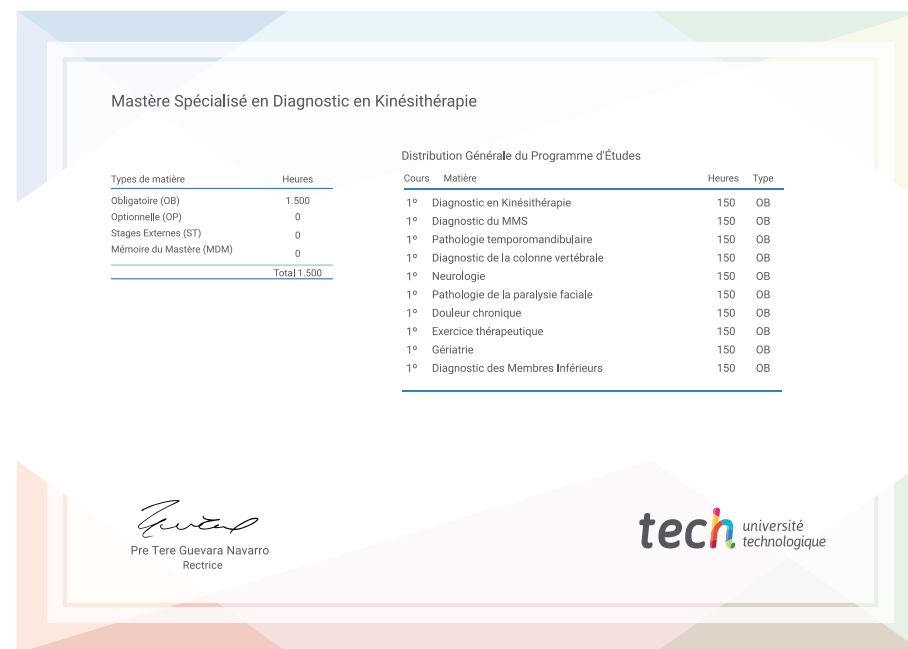 Mastère Spécialisé en Diagnostic en Kinésithérapie
Types de matière Heures
Obligatoire (OB) 1.500
Optionnelle (OP) 0
Stages Externes (ST) 0
Mémoire du Mastère (MDM) 0
Total 1.500
Distribution Générale du Programme d'Études
Cours Matière Heures Type
1º Diagnostic en Kinésithérapie 150 OB
1º Diagnostic du MMS 150 OB
1º Pathologie temporomandibulaire 150 OB
1º Diagnostic de la colonne vertébrale 150 OB
1º Neurologie 150 OB
1º Pathologie de la paralysie faciale 150 OB
1º Douleur chronique 150 OB
1º Exercice thérapeutique 150 OB
1º Gériatrie 150 OB
1º Diagnostic des Membres Inférieurs 150 OB
Pre Tere Guevara Navarro
Rectrice
tech université
technologique